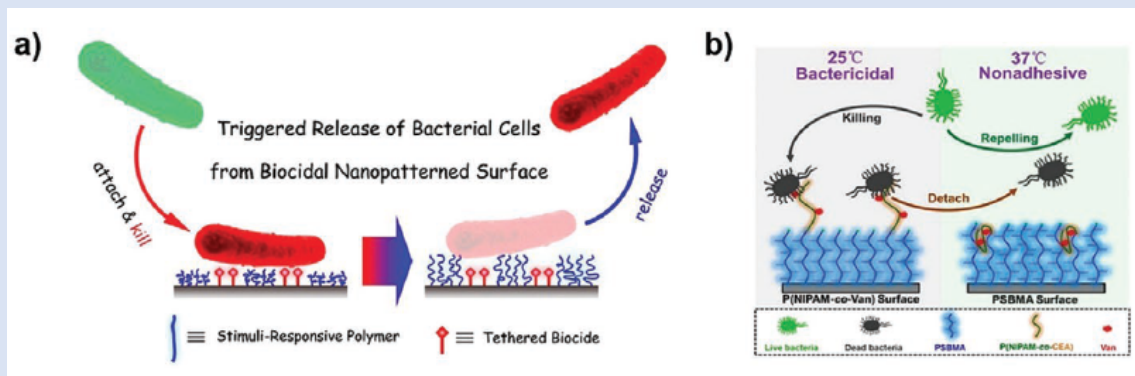 a)
Triggered Release of Bacterial Cells
from Biocidal Nanopatterned Surface
attach & kill
release
≡ Stimuli-Responsive Polymer
≡ Tethered Biocide
b)
25℃
Bactericidal
37℃
Nonadhesive
Killing
Repelling
Detach
P(NIPAM-co-Van) Surface
PSBMA Surface
Live bacteria
Dead bacteria
PSBMA
P(NIPAM-co-CEA)
Van